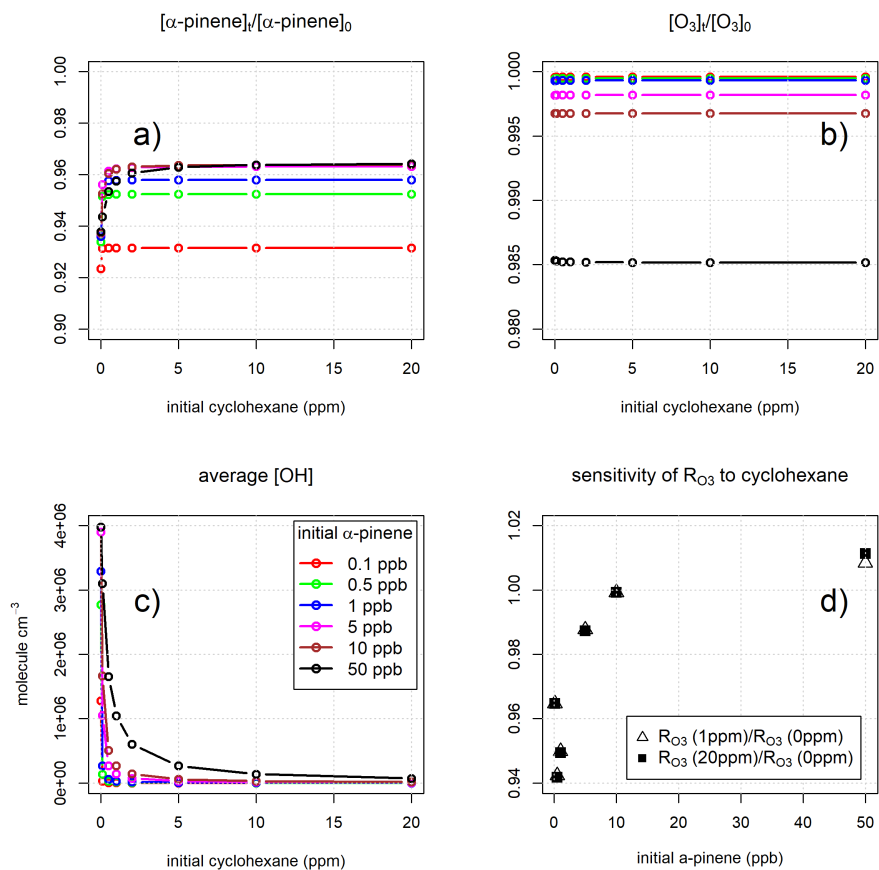 [α-pinene]t/[α-pinene]0
0.90 0.92 0.94 0.96 0.98 1.00
a)
0 5 10 15 20
initial cyclohexane (ppm)
[O3]t/[O3]0
0.980 0.985 0.990 0.995 1.000
b)
0 5 10 15 20
initial cyclohexane (ppm)
average [OH]
molecule cm−3
0e+00 1e+06 2e+06 3e+06 4e+06
c)
initial α-pinene
0.1 ppb
0.5 ppb
1 ppb
5 ppb
10 ppb
50 ppb
0 5 10 15 20
initial cyclohexane (ppm)
sensitivity of RO3 to cyclohexane
0.94 0.96 0.98 1.00 1.02
d)
RO3 (1ppm)/RO3 (0ppm)
RO3 (20ppm)/RO3 (0ppm)
0 10 20 30 40 50
initial a-pinene (ppb)